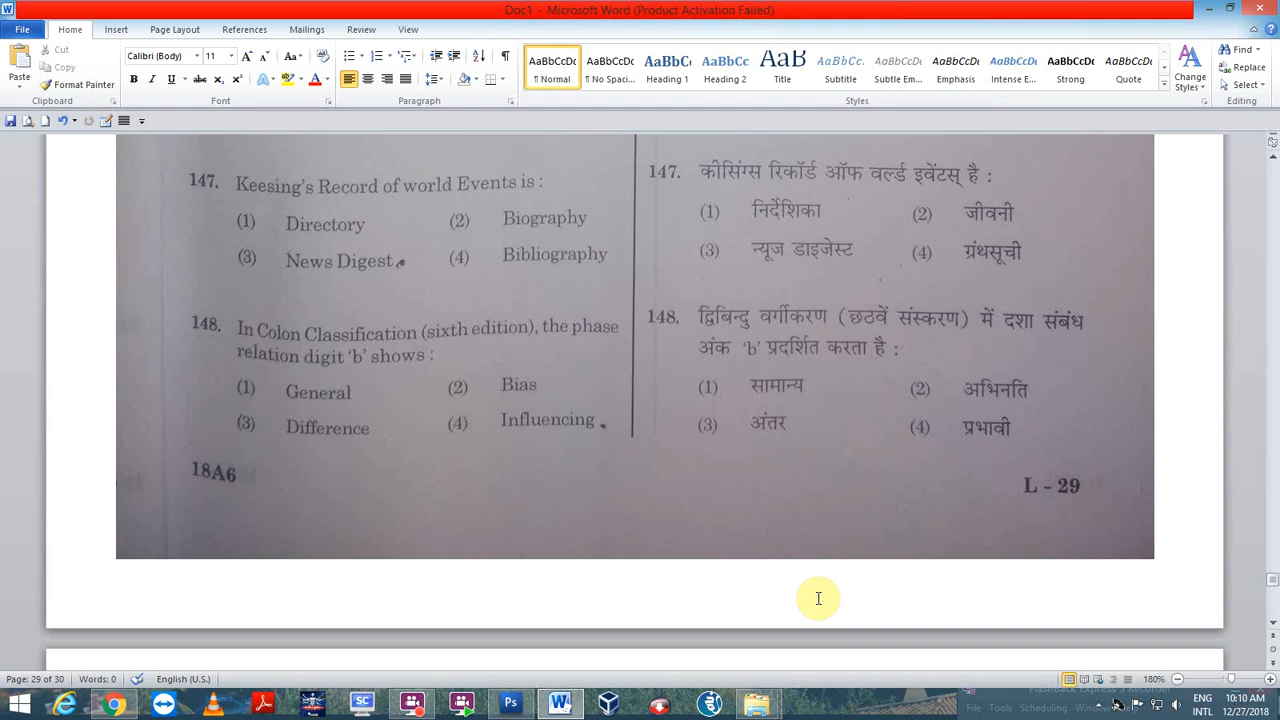 Doc1 - Microsoft Word (Product Activation Failed)
File Home Insert Page Layout References Mailings Review View
Cut
Copy
Format Painter
Paste
Clipboard
Calibri (Body) 11
Font
Paragraph
AaBbCcDc AaBbCcDc AaBbC AaBbCc AaB AaBbCc. AaBbCcDc AaBbCcDc AaBbCcDc AaBbCcDc AaBbCcDc
¶ Normal ¶ No Spaci... Heading 1 Heading 2 Title Subtitle Subtle Em... Emphasis Intense E... Strong Quote
Styles
Change Styles
Find
Replace
Select
Editing
147. Keesing's Record of world Events is :
(1) Directory (2) Biography
(3) News Digest (4) Bibliography
148. In Colon Classification (sixth edition), the phase
relation digit 'b' shows :
(1) General (2) Bias
(3) Difference (4) Influencing
18A6
147. कीसिंग्स रिकॉर्ड ऑफ वर्ल्ड इवेंटस् है :
(1) निर्देशिका (2) जीवनी
(3) न्यूज डाइजेस्ट (4) ग्रंथसूची
148. द्विबिन्दु वर्गीकरण (छठवें संस्करण) में दशा संबंध
अंक 'b' प्रदर्शित करता है :
(1) सामान्य (2) अभिनति
(3) अंतर (4) प्रभावी
L - 29
Page: 29 of 30 Words: 0 English (U.S.) 180%
ENG 10:10 AM
INTL 12/27/2018